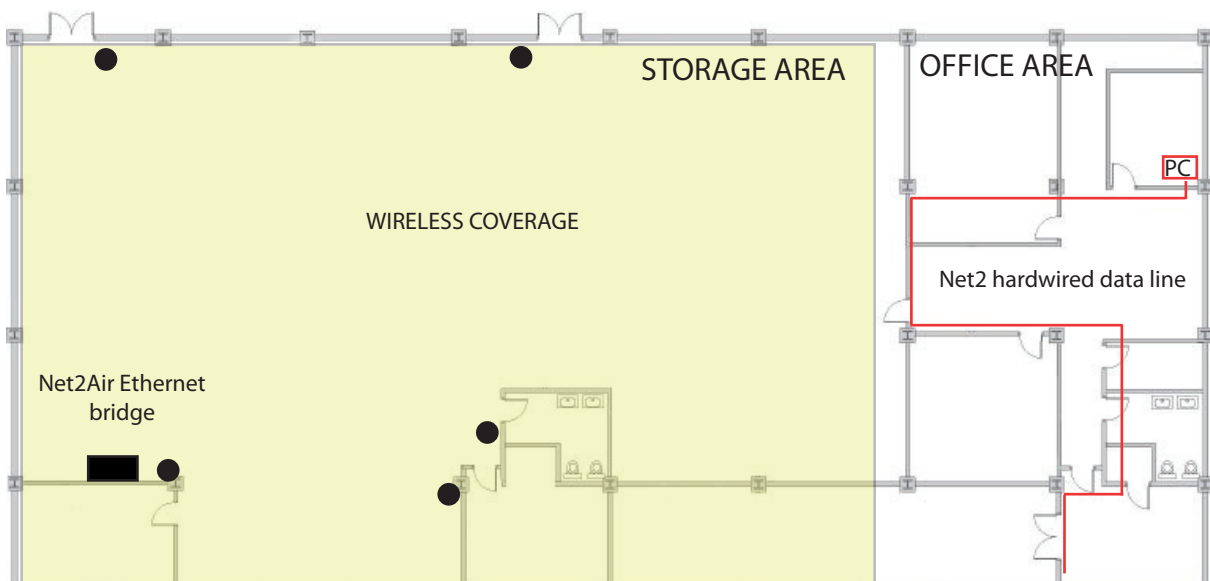 STORAGE AREA
OFFICE AREA
PC
WIRELESS COVERAGE
Net2 hardwired data line
Net2Air Ethernet
bridge